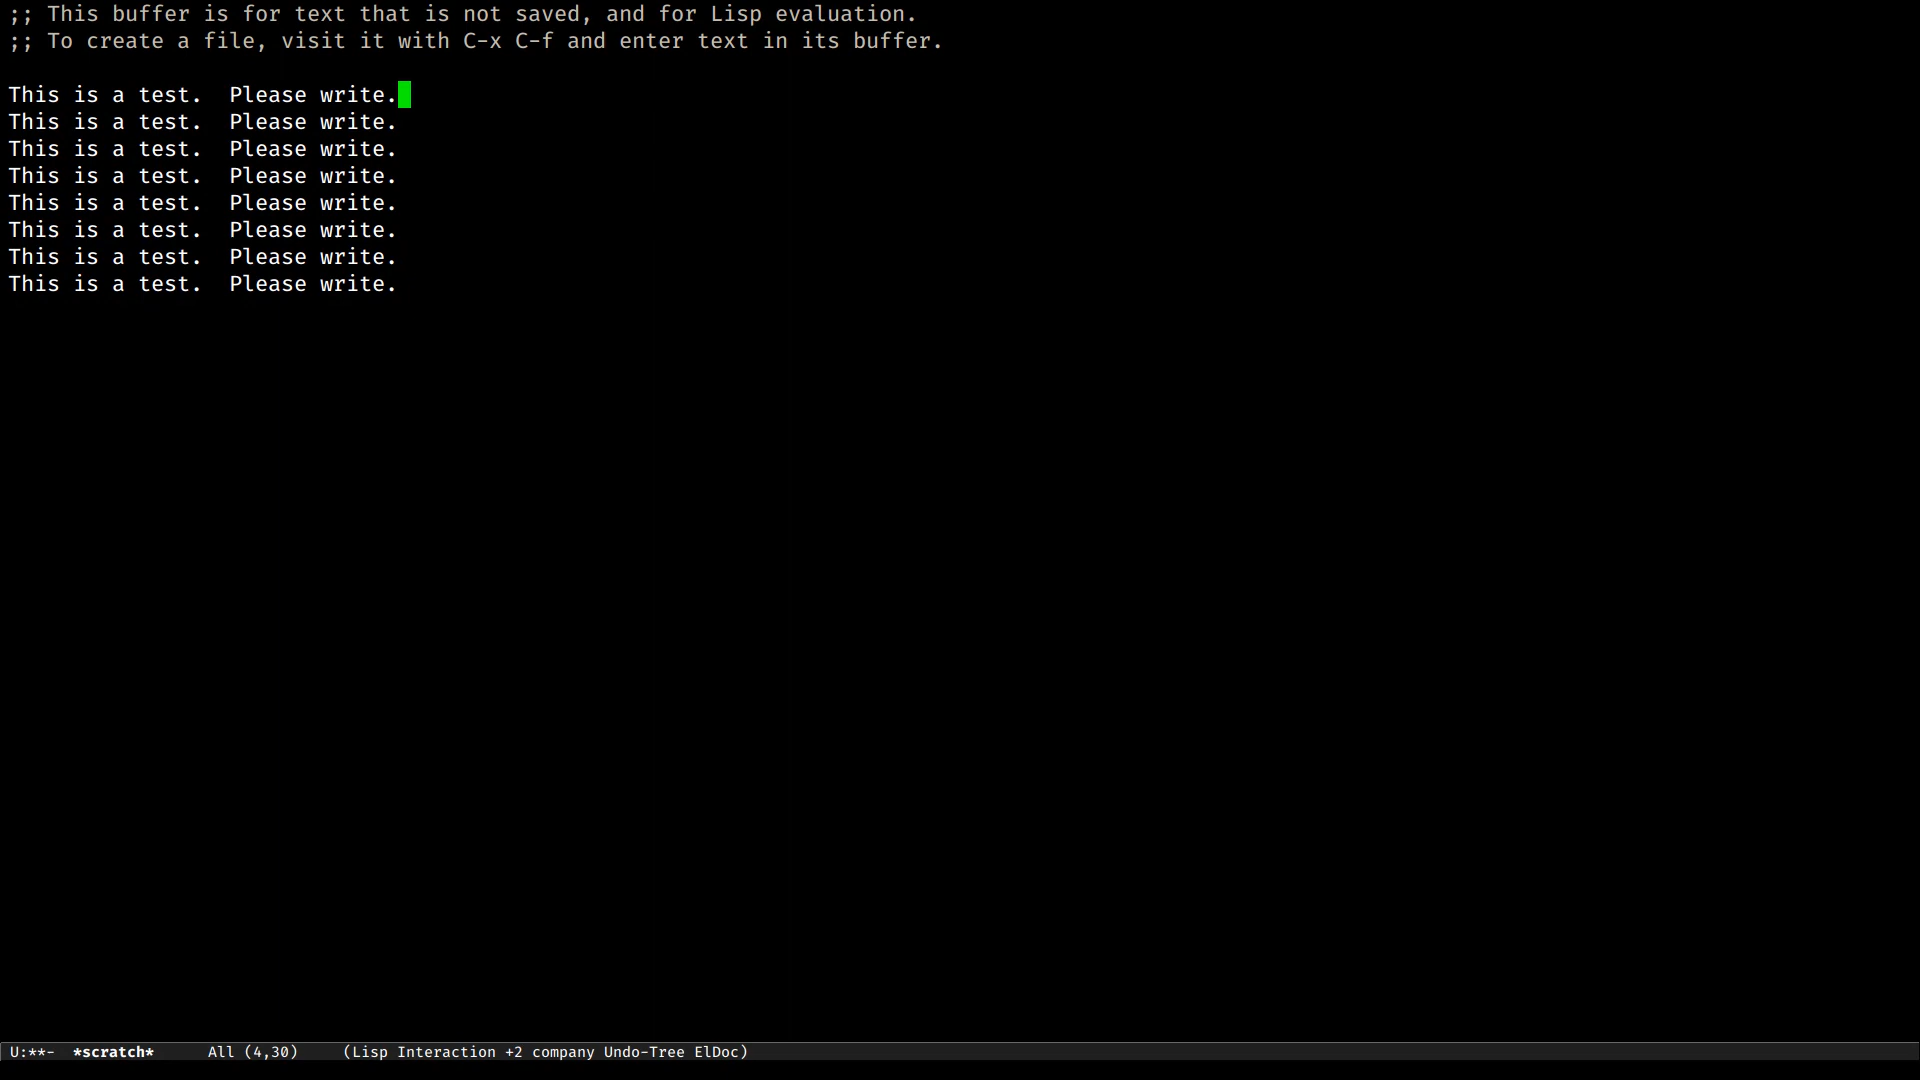 ;; This buffer is for text that is not saved, and for Lisp evaluation.
;; To create a file, visit it with C-x C-f and enter text in its buffer.

This is a test.  Please write.
This is a test.  Please write.
This is a test.  Please write.
This is a test.  Please write.
This is a test.  Please write.
This is a test.  Please write.
This is a test.  Please write.
This is a test.  Please write.
U:**-  *scratch*      All (4,30)     (Lisp Interaction +2 company Undo-Tree ElDoc)